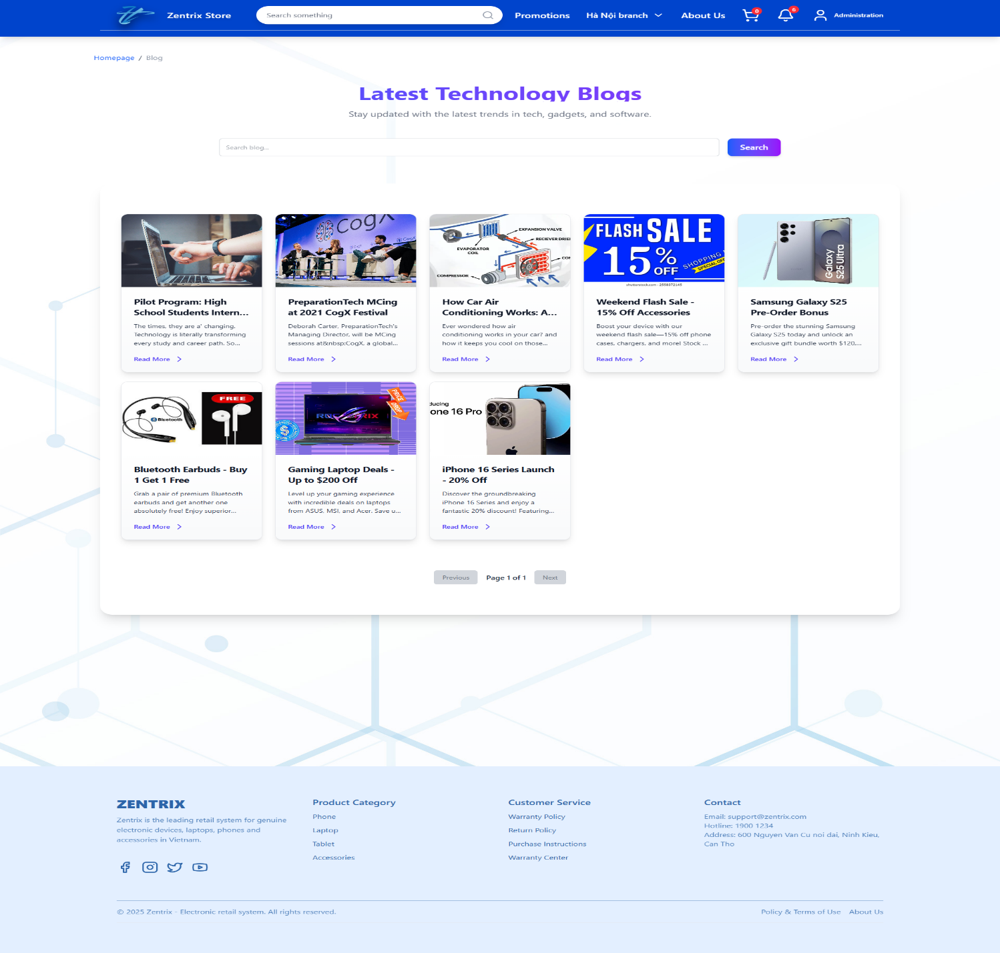 Zentrix Store
Search something
Promotions
Hà Nội branch
About Us
0
6
Administration
Homepage / Blog
Latest Technology Blogs
Stay updated with the latest trends in tech, gadgets, and software.
Search blog...
Search
CogX
CogX
EXPANSION VALVE
RECIEVER DRIER
EVAPORATOR
COIL
COMPRESSOR
FLASH SALE
15% OFF
SHOPPING
SPECIAL OFF
shutterstock.com · 2558372145
Galaxy
S25 Ultra
Pilot Program: High
School Students Intern...
The times, they are a' changing.
Technology is literally transforming
every study and career path. So...
Read More
PreparationTech MCing
at 2021 CogX Festival
Deborah Carter, PreparationTech's
Managing Director, will be MCing
sessions at&nbsp;CogX, a global...
Read More
How Car Air
Conditioning Works: A...
Ever wondered how air
conditioning works in your car? and
how it keeps you cool on those...
Read More
Weekend Flash Sale -
15% Off Accessories
Boost your device with our
weekend flash sale—15% off phone
cases, chargers, and more! Stock ...
Read More
Samsung Galaxy S25
Pre-Order Bonus
Pre-order the stunning Samsung
Galaxy S25 today and unlock an
exclusive gift bundle worth $120,...
Read More
Bluetooth
FREE
PRICE
DROP
ducing
one 16 Pro
Bluetooth Earbuds - Buy
1 Get 1 Free
Grab a pair of premium Bluetooth
earbuds and get another one
absolutely free! Enjoy superior...
Read More
Gaming Laptop Deals -
Up to $200 Off
Level up your gaming experience
with incredible deals on laptops
from ASUS, MSI, and Acer. Save u...
Read More
iPhone 16 Series Launch
- 20% Off
Discover the groundbreaking
iPhone 16 Series and enjoy a
fantastic 20% discount! Featuring...
Read More
Previous
Page 1 of 1
Next
ZENTRIX
Zentrix is the leading retail system for genuine
electronic devices, laptops, phones and
accessories in Vietnam.
Product Category
Phone
Laptop
Tablet
Accessories
Customer Service
Warranty Policy
Return Policy
Purchase Instructions
Warranty Center
Contact
Email: support@zentrix.com
Hotline: 1900 1234
Address: 600 Nguyen Van Cu noi dai, Ninh Kieu,
Can Tho
© 2025 Zentrix - Electronic retail system. All rights reserved.
Policy & Terms of Use
About Us